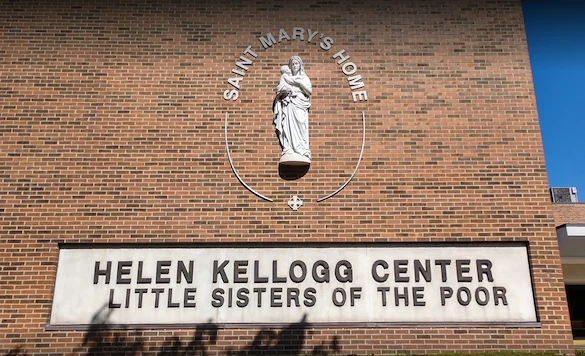 SAINT MARY'S HOME
HELEN KELLOGG CENTER
LITTLE SISTERS OF THE POOR